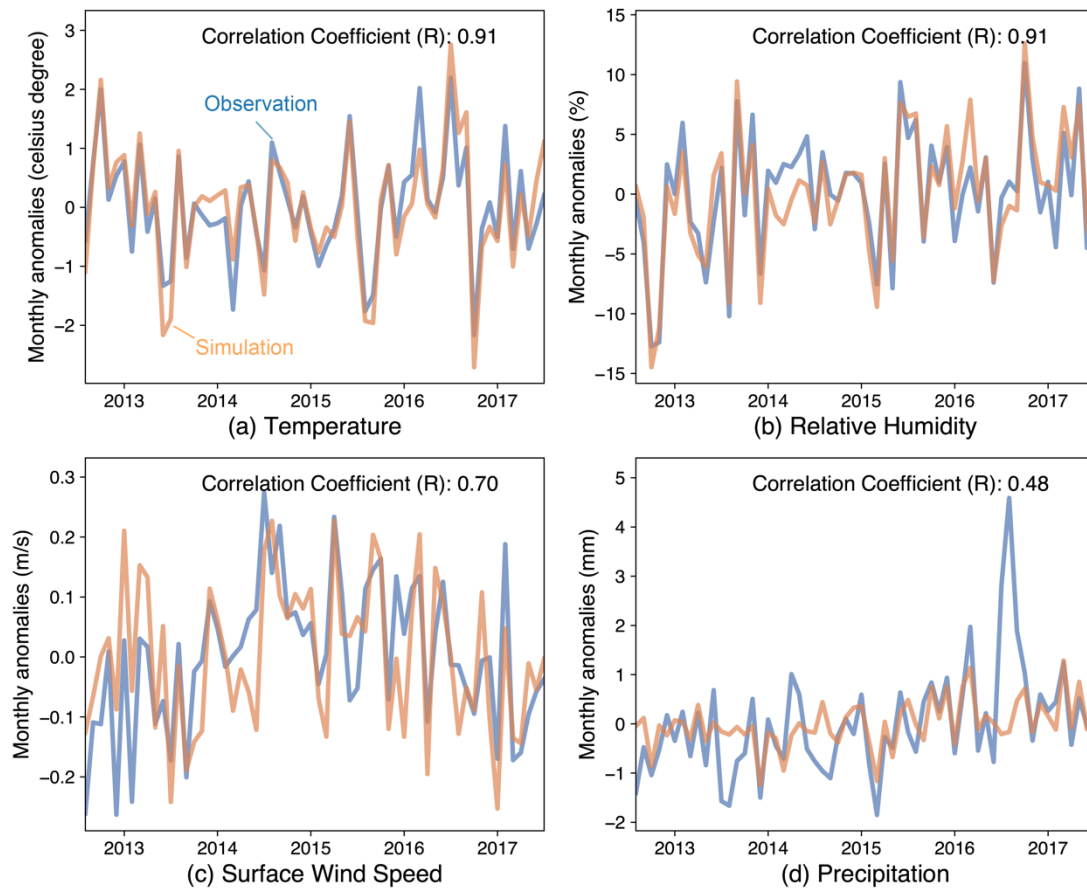 Correlation Coefficient (R): 0.91
Observation
Simulation
Monthly anomalies (celsius degree)
3
2
1
0
−1
−2
2013 2014 2015 2016 2017
(a) Temperature
Correlation Coefficient (R): 0.91
Monthly anomalies (%)
15
10
5
0
−5
−10
−15
2013 2014 2015 2016 2017
(b) Relative Humidity
Correlation Coefficient (R): 0.70
Monthly anomalies (m/s)
0.3
0.2
0.1
0.0
−0.1
−0.2
2013 2014 2015 2016 2017
(c) Surface Wind Speed
Correlation Coefficient (R): 0.48
Monthly anomalies (mm)
5
4
3
2
1
0
−1
−2
2013 2014 2015 2016 2017
(d) Precipitation